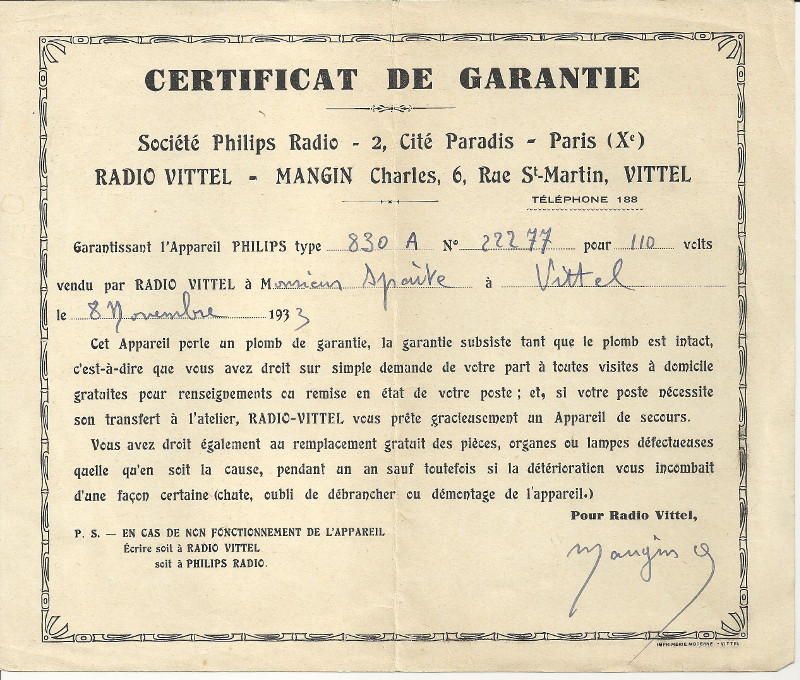 CERTIFICAT DE GARANTIE
Société Philips Radio - 2, Cité Paradis - Paris (Xᵉ)
RADIO VITTEL - MANGIN Charles, 6, Rue Sᵗ-Martin, VITTEL
TÉLÉPHONE 188
Garantissant l'Appareil PHILIPS type 830 A N° 22277 pour 110 volts
vendu par RADIO VITTEL à Monsieur à Vittel
le 8 Novembre 1933
Cet Appareil porte un plomb de garantie, la garantie subsiste tant que le plomb est intact,
c'est-à-dire que vous avez droit sur simple demande de votre part à toutes visites à domicile
gratuites pour renseignements ou remise en état de votre poste ; et, si votre poste nécessite
son transfert à l'atelier, RADIO-VITTEL vous prête gracieusement un Appareil de secours.
Vous avez droit également au remplacement gratuit des pièces, organes ou lampes défectueuses
quelle qu'en soit la cause, pendant un an sauf toutefois si la détérioration vous incombait
d'une façon certaine (chute, oubli de débrancher ou démontage de l'appareil.)
Pour Radio Vittel,
P. S. — EN CAS DE NON FONCTIONNEMENT DE L'APPAREIL
Écrire soit à RADIO VITTEL
soit à PHILIPS RADIO.
Mangin
IMPRIMERIE MODERNE - VITTEL